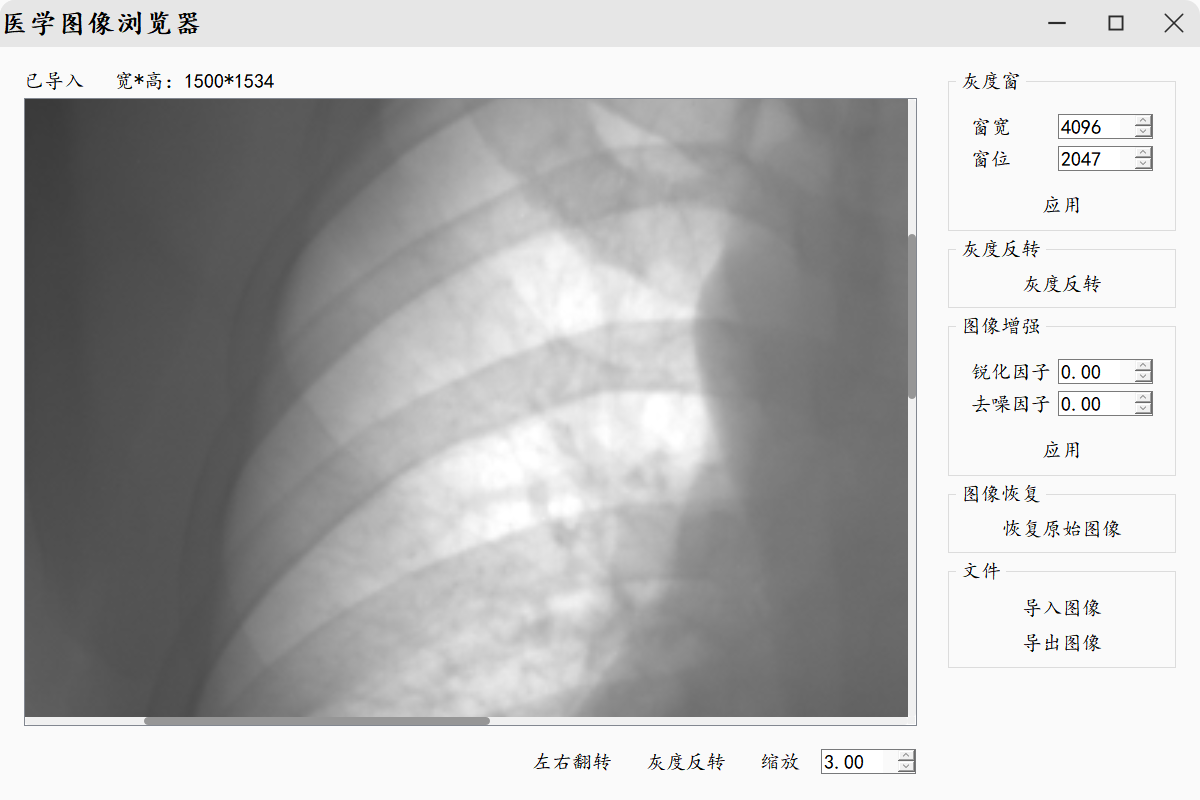 医学图像浏览器
已导入 宽*高: 1500*1534
灰度窗
窗宽 4096
窗位 2047
应用
灰度反转
灰度反转
图像增强
锐化因子 0.00
去噪因子 0.00
应用
图像恢复
恢复原始图像
文件
导入图像
导出图像
左右翻转 灰度反转 缩放 3.00